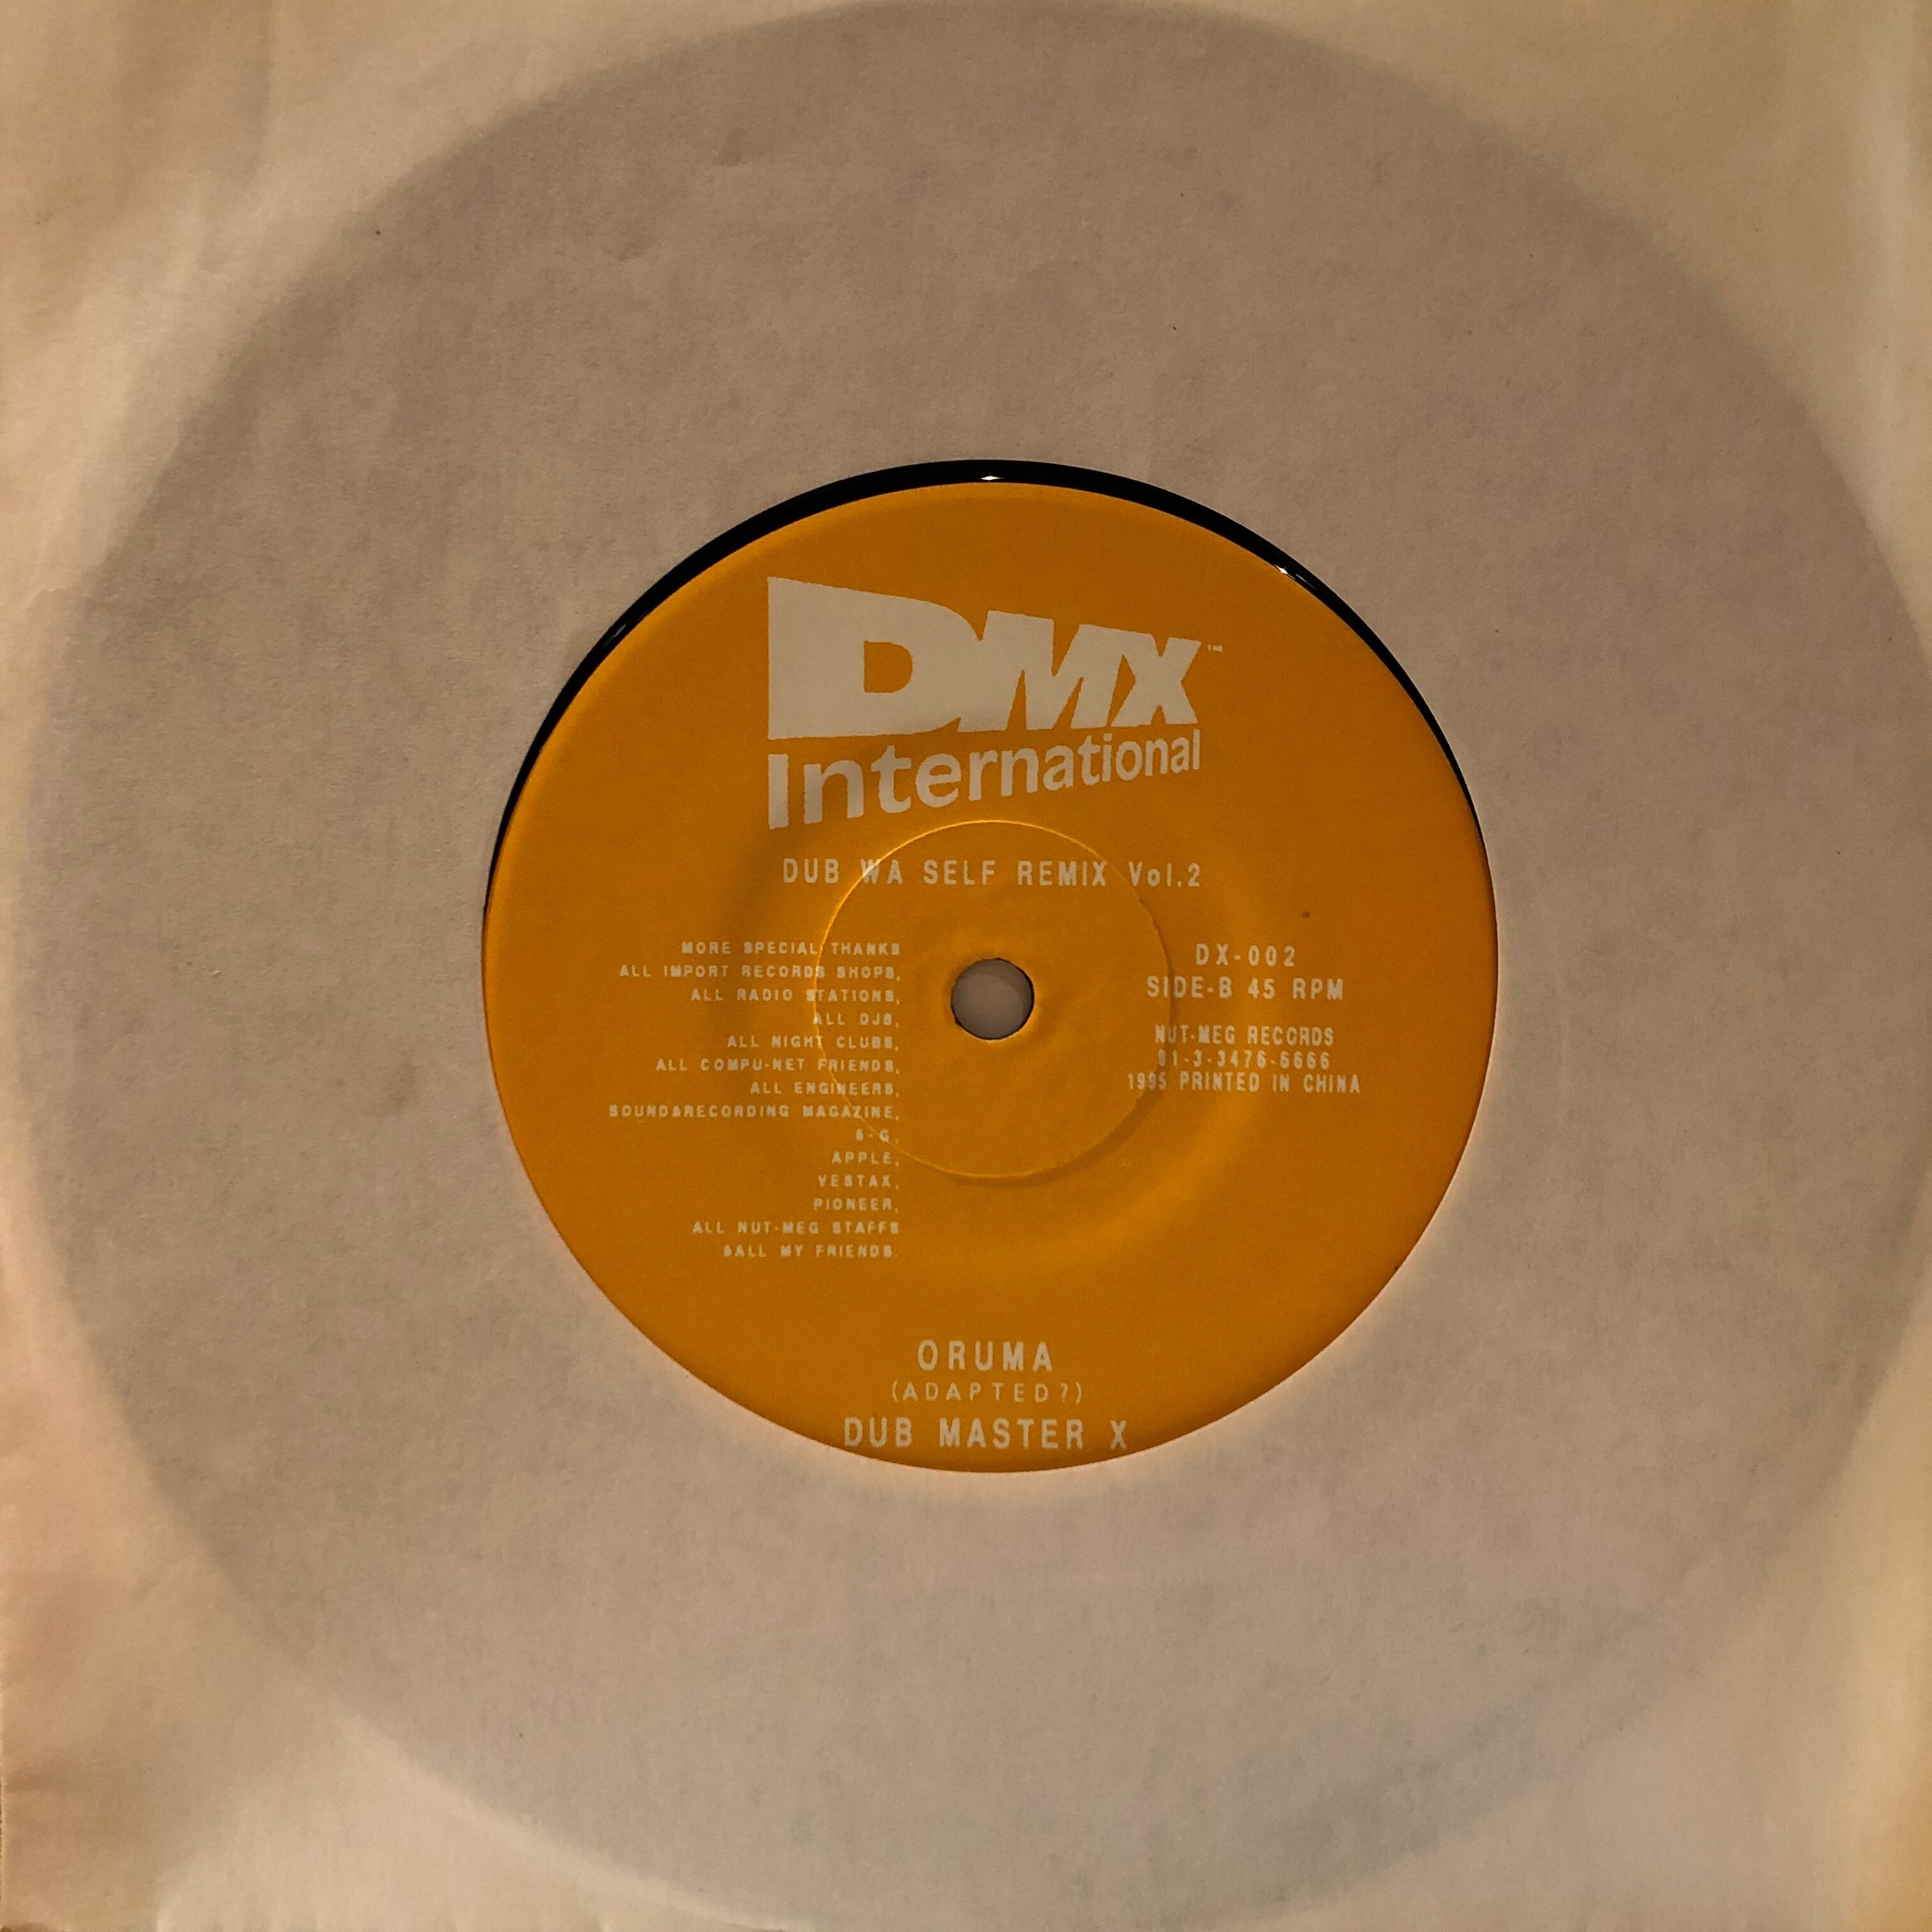 DMX™
International
DUB WA SELF REMIX Vol.2
MORE SPECIAL THANKS
ALL IMPORT RECORDS SHOPS,
ALL RADIO STATIONS,
ALL DJS,
ALL NIGHT CLUBS,
ALL COMPU-NET FRIENDS,
ALL ENGINEERS,
SOUND&RECORDING MAGAZINE,
6-G,
APPLE,
VESTAX,
PIONEER,
ALL NUT-MEG STAFFS
&ALL MY FRIENDS.
DX-002
SIDE-B 45 RPM
NUT-MEG RECORDS
81-3-3476-6666
1995 PRINTED IN CHINA
ORUMA
(ADAPTED?)
DUB MASTER X